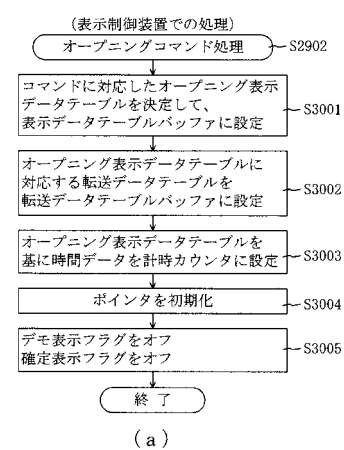 (表示制御装置での処理)
オープニングコマンド処理
S2902
コマンドに対応したオープニング表示
データテーブルを決定して、
表示データテーブルバッファに設定
S3001
オープニング表示データテーブルに
対応する転送データテーブルを
転送データテーブルバッファに設定
S3002
オープニング表示データテーブルを
基に時間データを計時カウンタに設定
S3003
ポインタを初期化
S3004
デモ表示フラグをオフ
確定表示フラグをオフ
S3005
終了
(a)